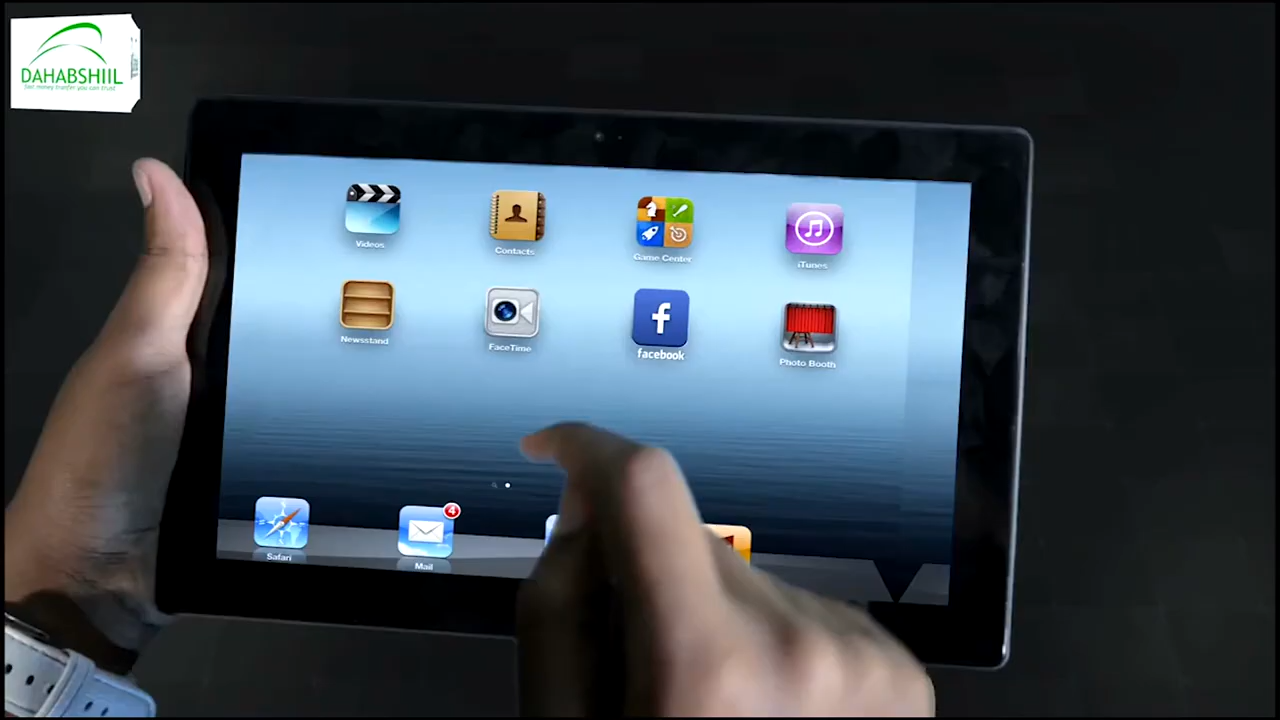 DAHABSHIIL
Videos
Contacts
Game Center
iTunes
Newsstand
FaceTime
f
facebook
Photo Booth
4
Safari
Mail